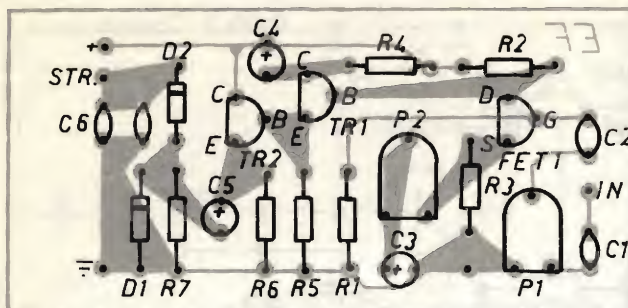 C4
+ D2 + C R4 R2
STR. C B D
C6 B E TR1 P2 S G C2
E TR2 FET1
C5 R3 IN
+ C3 C1
+
D1 R7 R6 R5 R1 P1